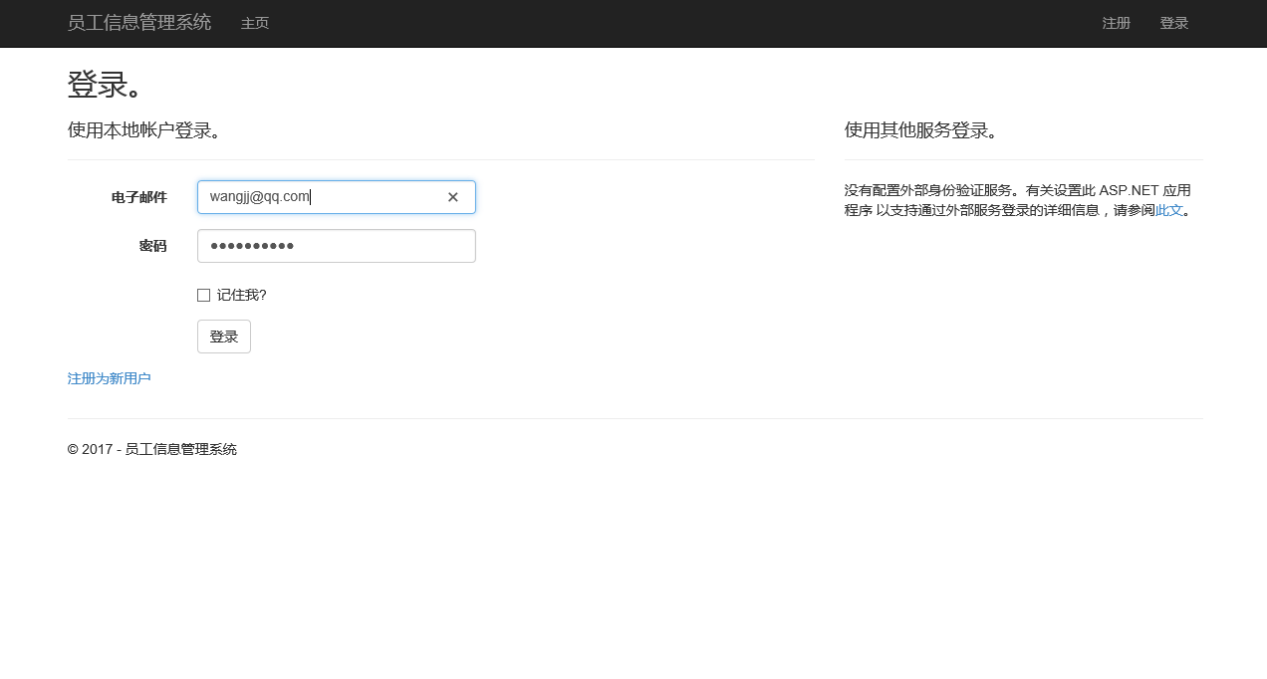 员工信息管理系统 主页 注册 登录
登录。
使用本地帐户登录。
电子邮件 wangjj@qq.com ×
密码 ●●●●●●●●●●
记住我?
登录
注册为新用户
使用其他服务登录。
没有配置外部身份验证服务。有关设置此 ASP.NET 应用
程序 以支持通过外部服务登录的详细信息，请参阅此文。
© 2017 - 员工信息管理系统